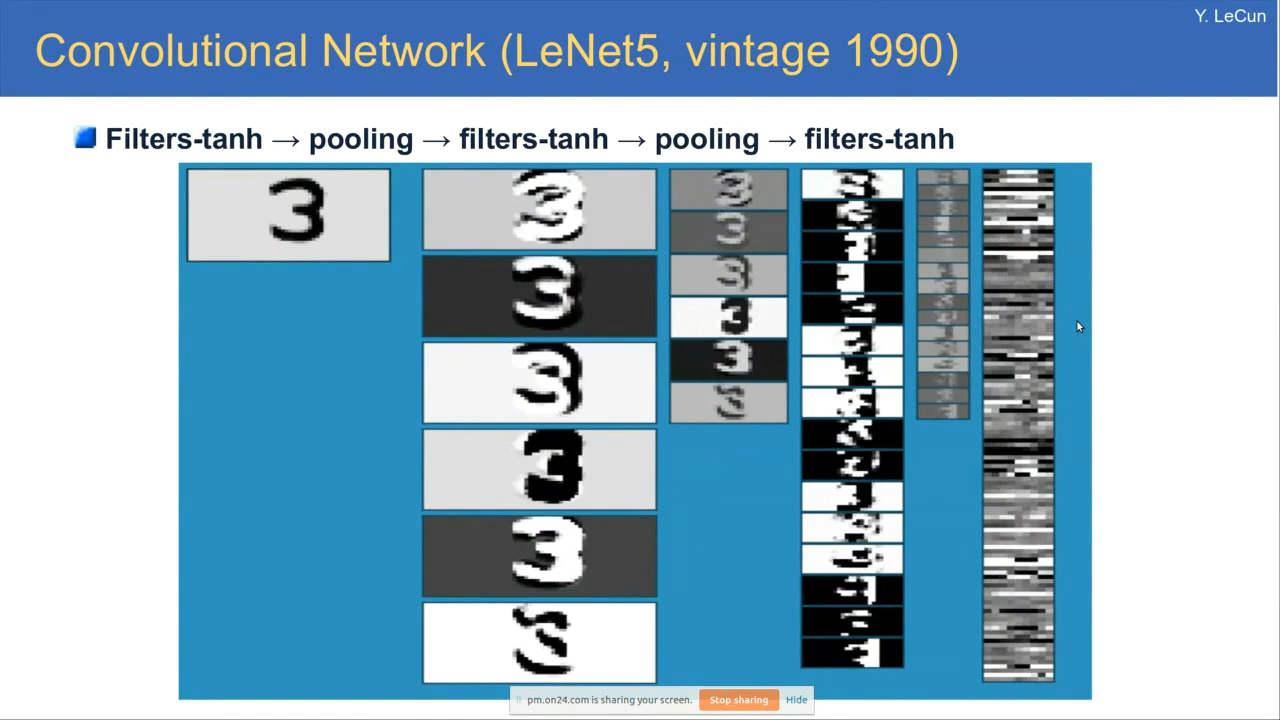 Y. LeCun
Convolutional Network (LeNet5, vintage 1990)
Filters-tanh → pooling → filters-tanh → pooling → filters-tanh
3
pm.on24.com is sharing your screen. Stop sharing Hide